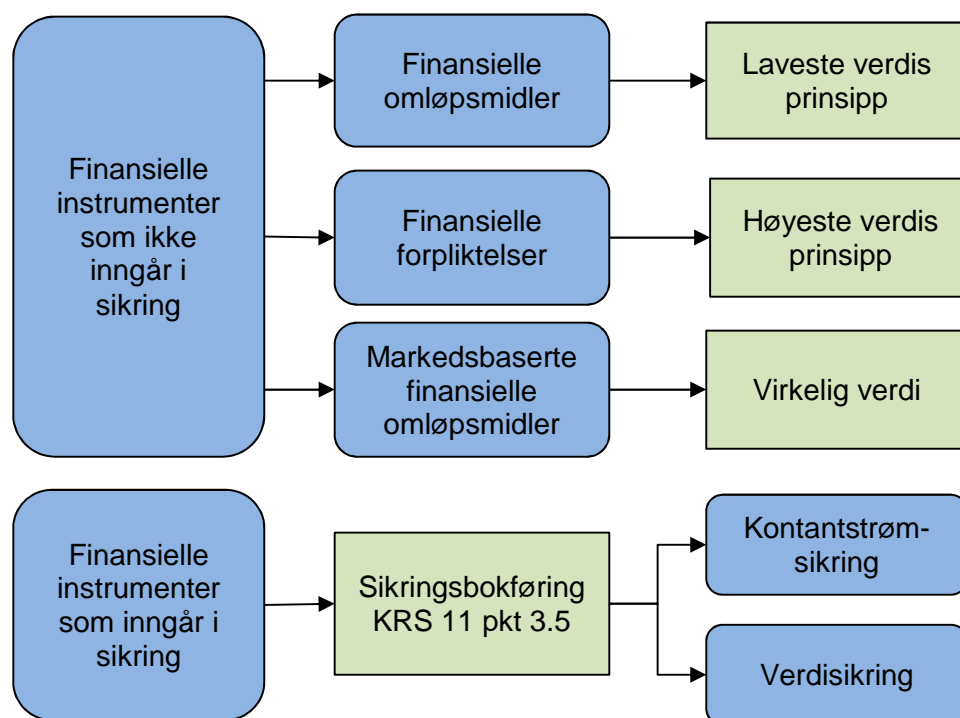 Finansielle
instrumenter
som ikke
inngår i
sikring
Finansielle
omløpsmidler
Laveste verdis
prinsipp
Finansielle
forpliktelser
Høyeste verdis
prinsipp
Markedsbaserte
finansielle
omløpsmidler
Virkelig verdi
Finansielle
instrumenter
som inngår i
sikring
Sikringsbokføring
KRS 11 pkt 3.5
Kontantstrøm-
sikring
Verdisikring